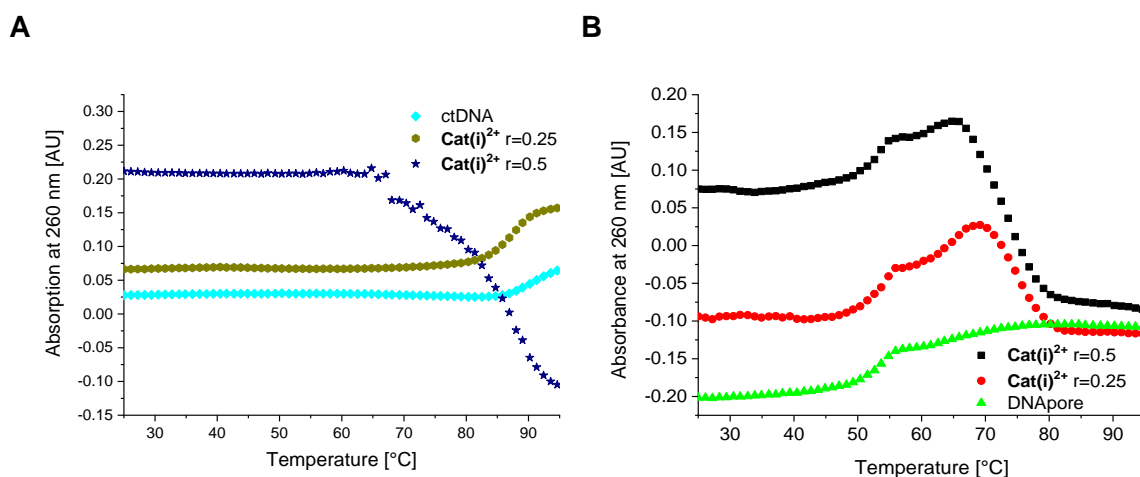 A
B
Absorption at 260 nm [AU]
0.30
0.25
0.20
0.15
0.10
0.05
0.00
-0.05
-0.10
-0.15
30 40 50 60 70 80 90
Temperature [°C]
ctDNA
Cat(i)²⁺ r=0.25
Cat(i)²⁺ r=0.5
Absorbance at 260 nm [AU]
0.20
0.15
0.10
0.05
0.00
-0.05
-0.10
-0.15
-0.20
30 40 50 60 70 80 90
Temperature [°C]
Cat(i)²⁺ r=0.5
Cat(i)²⁺ r=0.25
DNApore